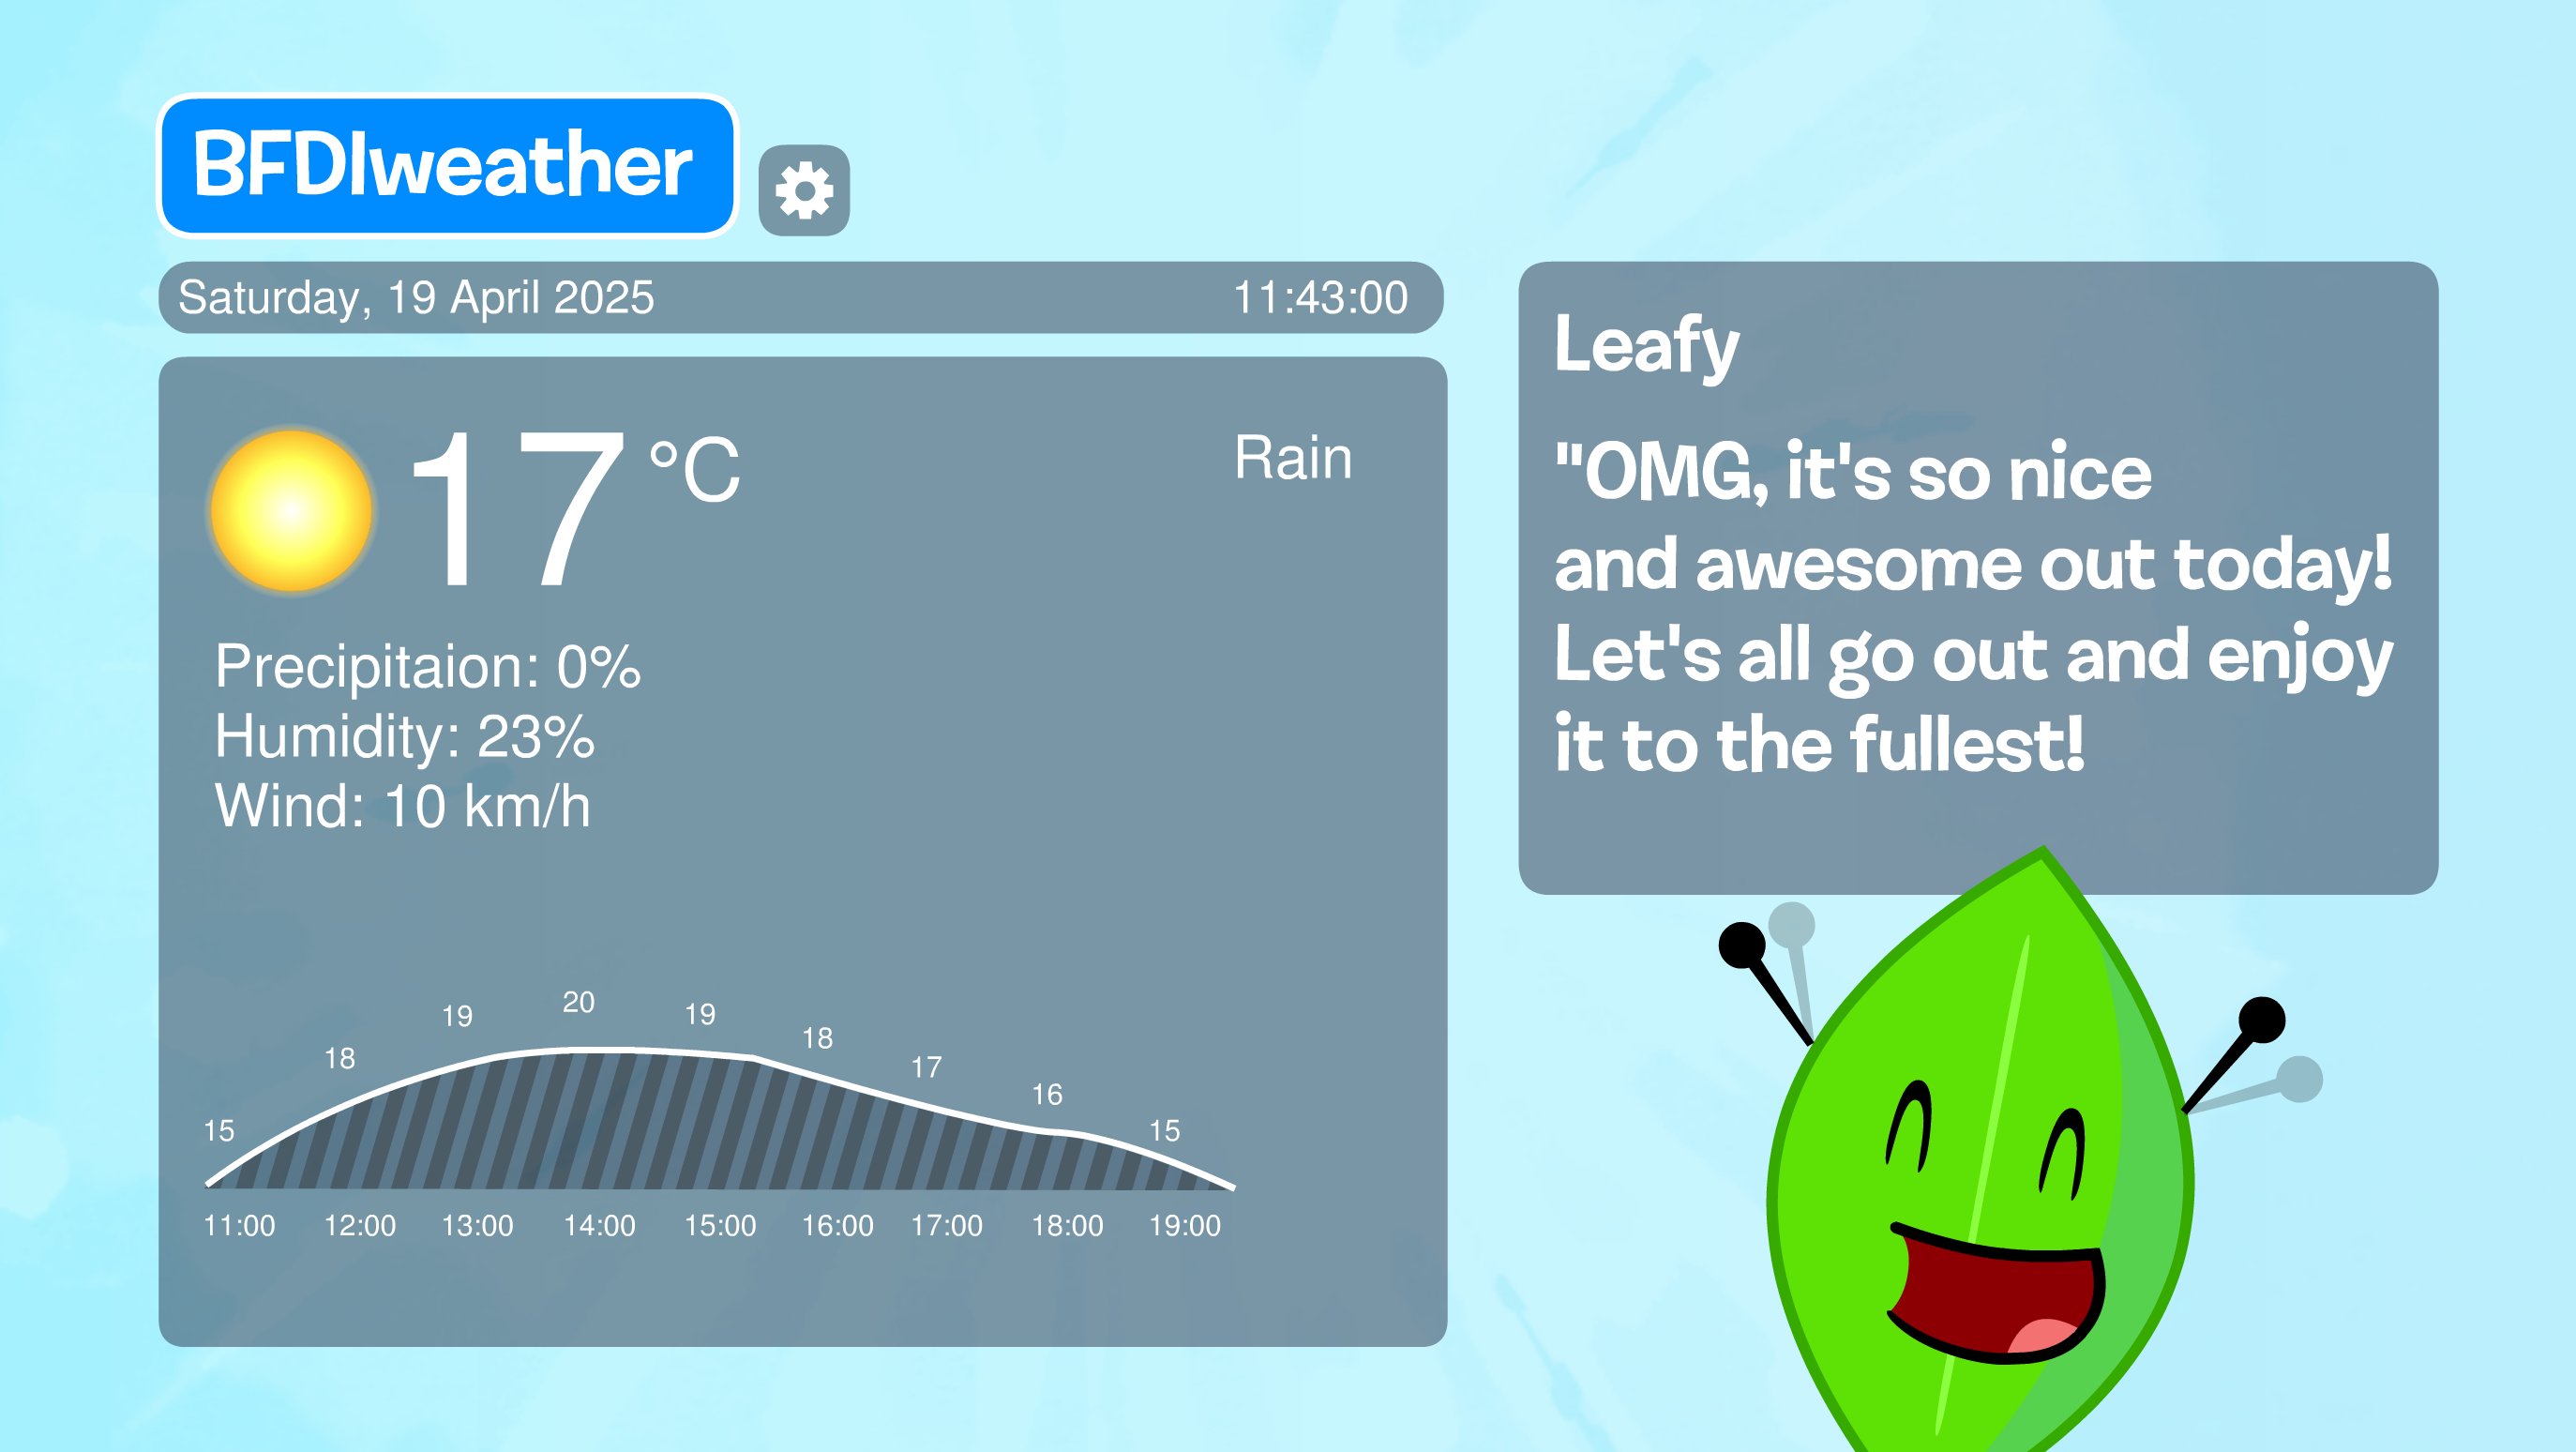 BFDIweather
Saturday, 19 April 2025 11:43:00
17 °C
Rain
Precipitaion: 0%
Humidity: 23%
Wind: 10 km/h
15 18 19 20 19 18 17 16 15
11:00 12:00 13:00 14:00 15:00 16:00 17:00 18:00 19:00
Leafy
"OMG, it's so nice
and awesome out today!
Let's all go out and enjoy
it to the fullest!